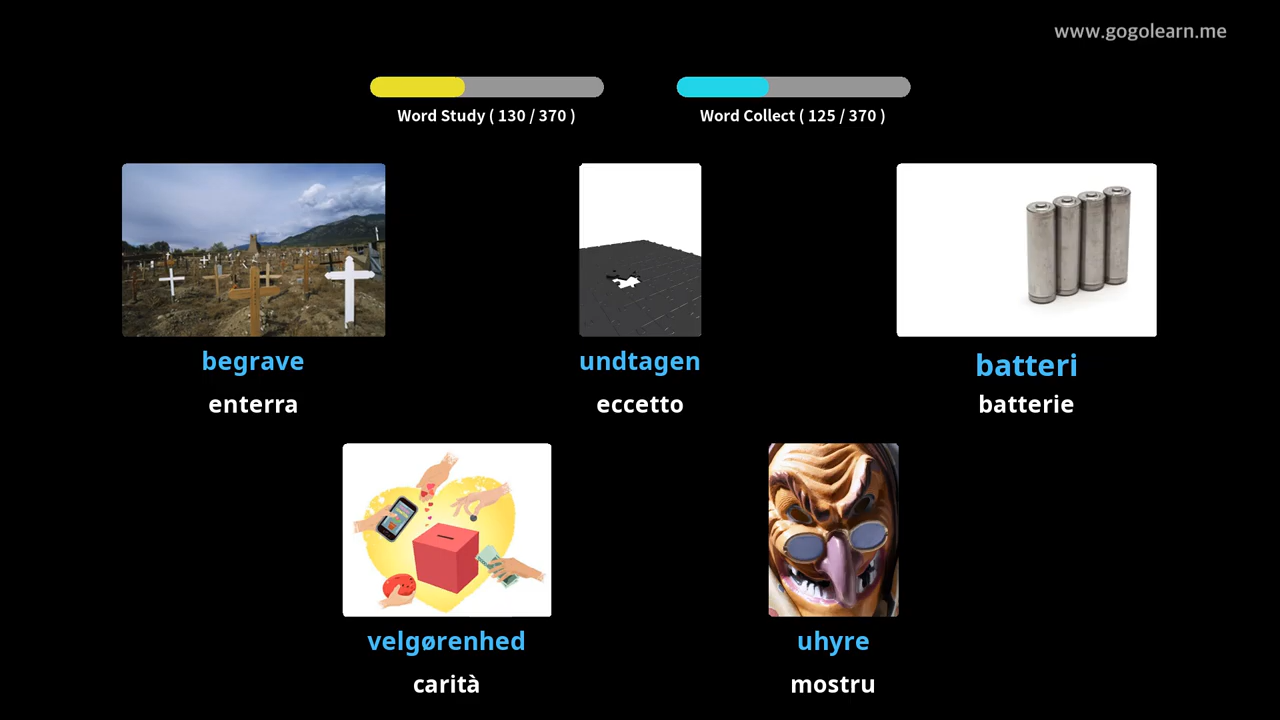 www.gogolearn.me
Word Study ( 130 / 370 )
Word Collect ( 125 / 370 )
begrave
enterra
undtagen
eccetto
batteri
batterie
velgørenhed
carità
uhyre
mostru